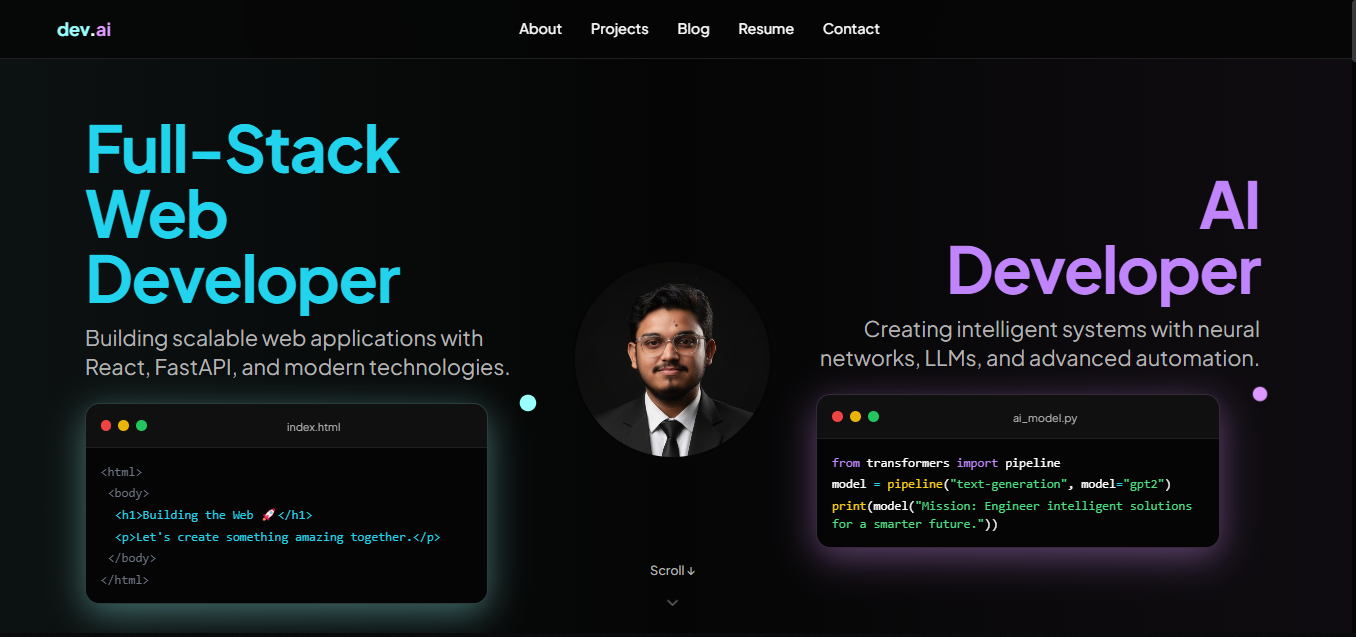 dev.ai
About Projects Blog Resume Contact
Full-Stack
Web
Developer
Building scalable web applications with
React, FastAPI, and modern technologies.
index.html
<html>
<body>
<h1>Building the Web 🚀</h1>
<p>Let's create something amazing together.</p>
</body>
</html>
Scroll ↓
AI
Developer
Creating intelligent systems with neural
networks, LLMs, and advanced automation.
ai_model.py
from transformers import pipeline
model = pipeline("text-generation", model="gpt2")
print(model("Mission: Engineer intelligent solutions
for a smarter future."))